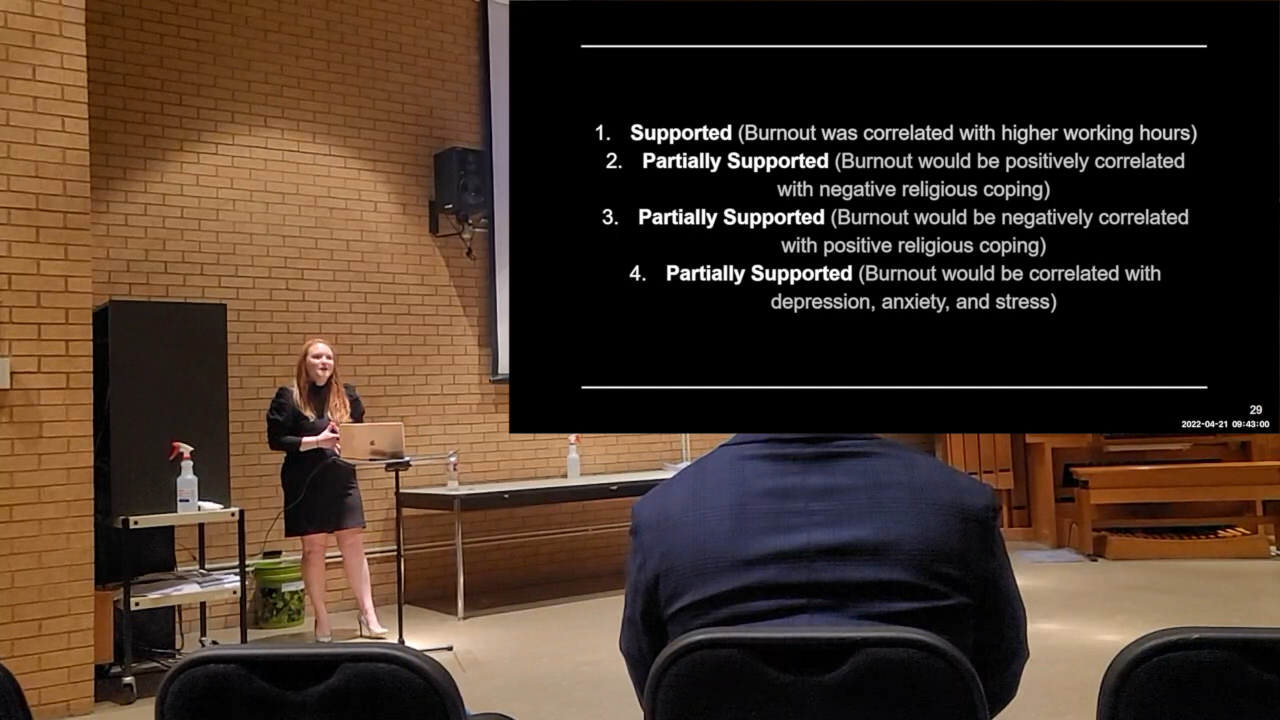 1. Supported (Burnout was correlated with higher working hours)
2. Partially Supported (Burnout would be positively correlated
with negative religious coping)
3. Partially Supported (Burnout would be negatively correlated
with positive religious coping)
4. Partially Supported (Burnout would be correlated with
depression, anxiety, and stress)
29
2022-04-21 09:43:00